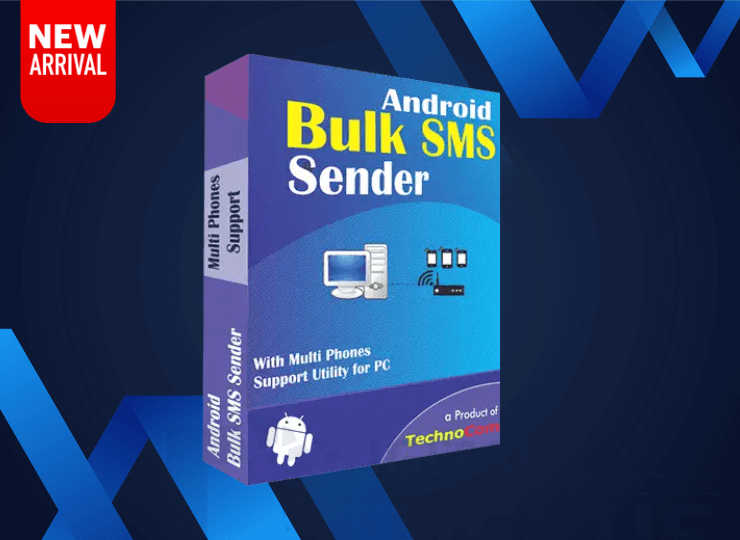 NEW
ARRIVAL
Android
Bulk SMS
Sender
Multi Phones
Support
With Multi Phones
Support Utility for PC
Android
Bulk SMS Sender
a Product of
TechnoCom